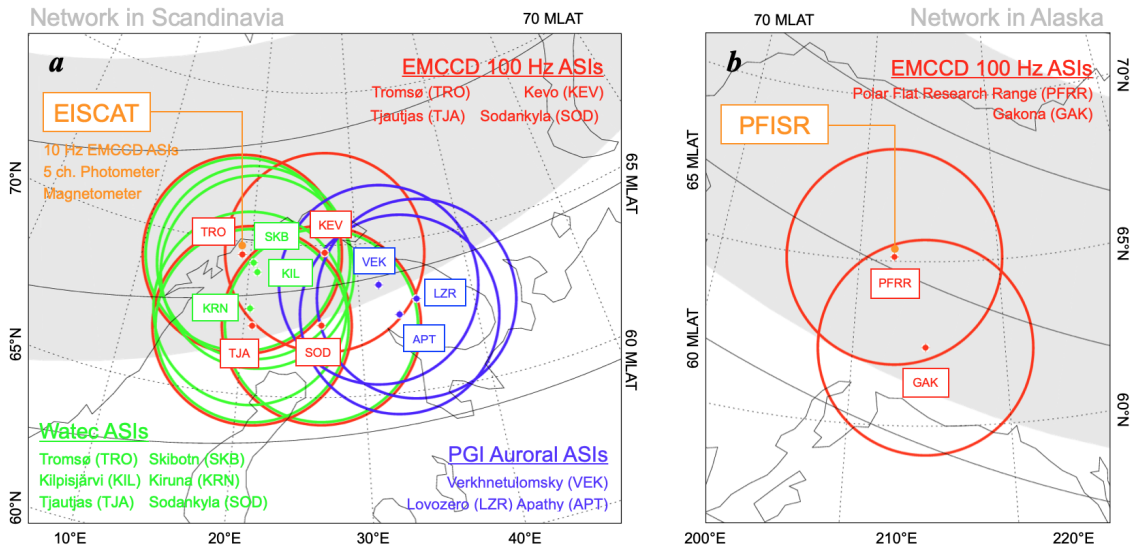 Network in Scandinavia
70 MLAT
a
EMCCD 100 Hz ASIs
Tromsø (TRO) Kevo (KEV)
Tjautjas (TJA) Sodankyla (SOD)
EISCAT
10 Hz EMCCD ASIs
5 ch. Photometer
Magnetometer
70°N
65 MLAT
TRO
SKB
KEV
KIL
VEK
KRN
LZR
APT
TJA
SOD
65°N
60 MLAT
Watec ASIs
Tromsø (TRO) Skibotn (SKB)
Kilpisjärvi (KIL) Kiruna (KRN)
Tjautjas (TJA) Sodankyla (SOD)
PGI Auroral ASIs
Verkhnetulomsky (VEK)
Lovozero (LZR) Apathy (APT)
60°N
10°E 20°E 30°E 40°E
70 MLAT
Network in Alaska
b
EMCCD 100 Hz ASIs
Polar Flat Research Range (PFRR)
Gakona (GAK)
PFISR
70°N
65 MLAT
65°N
PFRR
60 MLAT
GAK
60°N
200°E 210°E 220°E